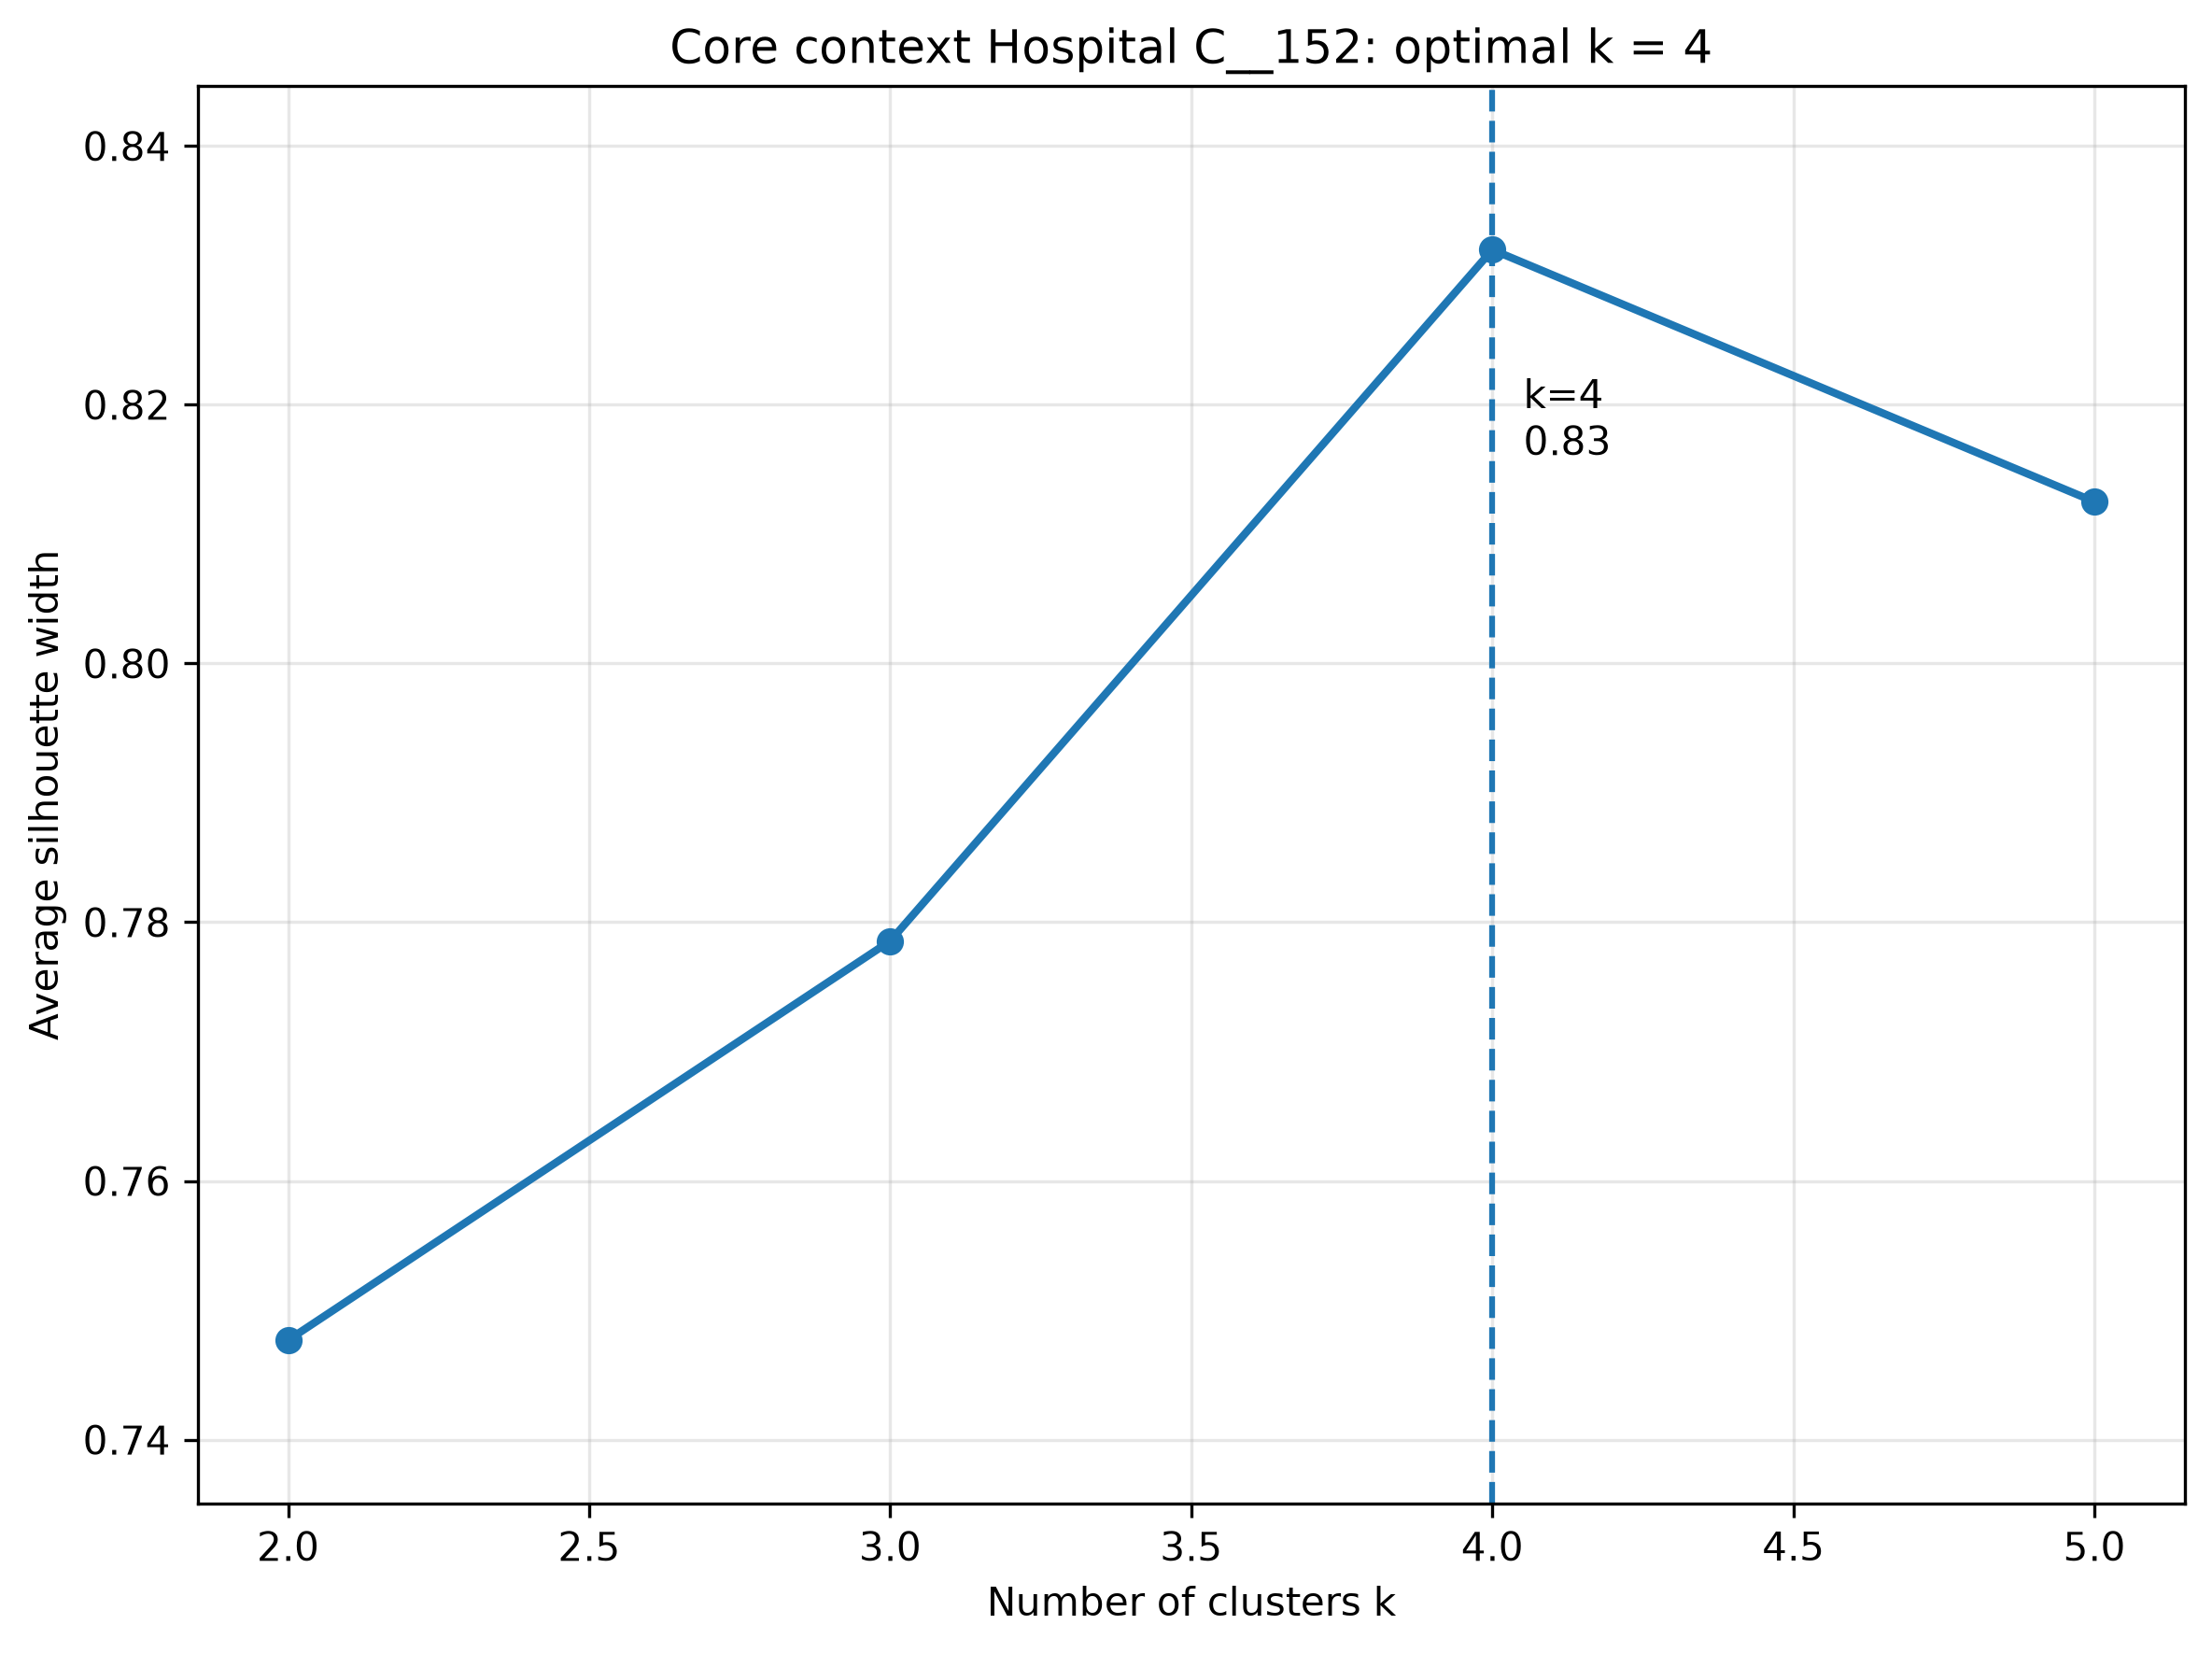 Core context Hospital C__152: optimal k = 4
Average silhouette width
0.84
0.82
0.80
0.78
0.76
0.74
k=4
0.83
2.0 2.5 3.0 3.5 4.0 4.5 5.0
Number of clusters k